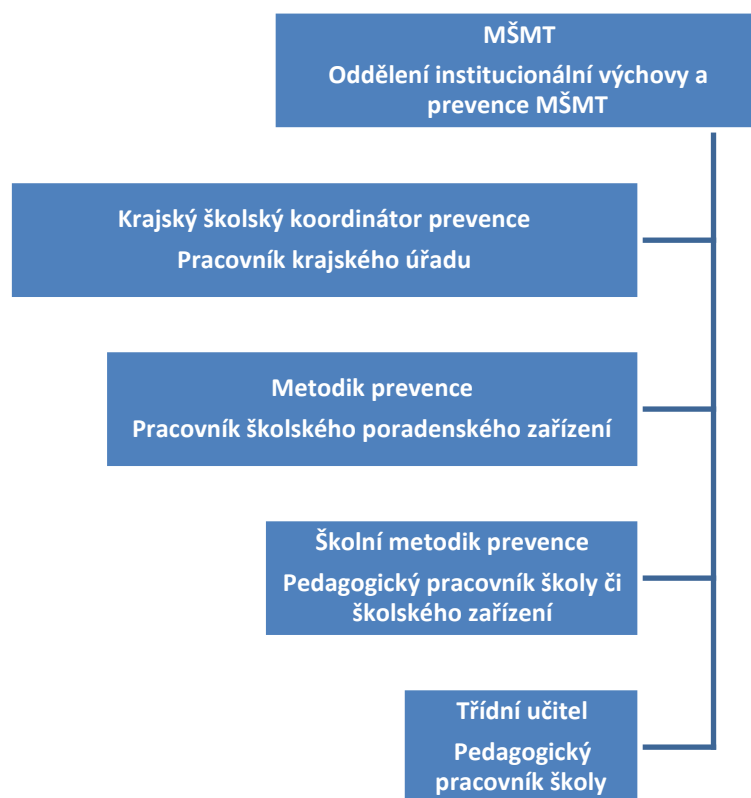 MŠMT
Oddělení institucionální výchovy a
prevence MŠMT
Krajský školský koordinátor prevence
Pracovník krajského úřadu
Metodik prevence
Pracovník školského poradenského zařízení
Školní metodik prevence
Pedagogický pracovník školy či
školského zařízení
Třídní učitel
Pedagogický
pracovník školy